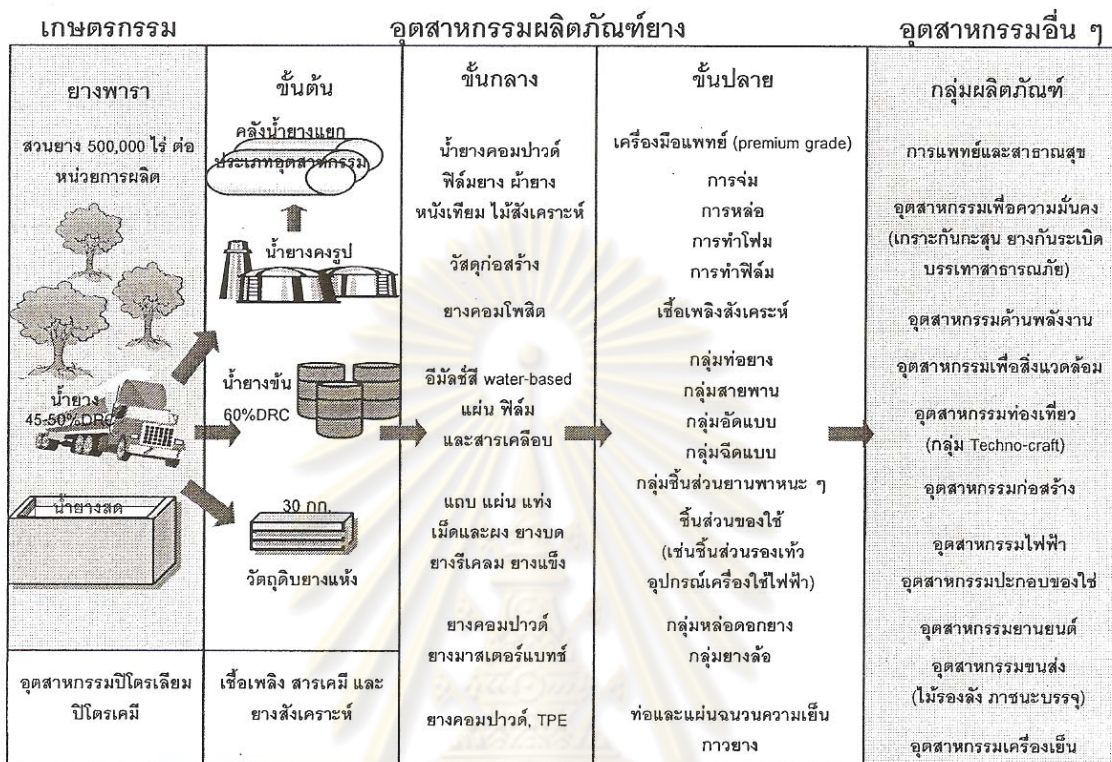 เกษตรกรรม
อุตสาหกรรมผลิตภัณฑ์ยาง
อุตสาหกรรมอื่น ๆ
ยางพารา
สวนยาง 500,000 ไร่ ต่อ
หน่วยการผลิต
น้ำยาง
45-50%DRC
น้ำยางสด
อุตสาหกรรมปิโตรเลียม
ปิโตรเคมี
ขั้นต้น
คลังน้ำยางแยก
ประเภทอุตสาหกรรม
น้ำยางคงรูป
น้ำยางข้น
60%DRC
30 กก.
วัตถุดิบยางแห้ง
เชื้อเพลิง สารเคมี และ
ยางสังเคราะห์
ขั้นกลาง
น้ำยางคอมปาวด์
ฟิล์มยาง ผ้ายาง
หนังเทียม ไม้สังเคราะห์
วัสดุก่อสร้าง
ยางคอมโพสิต
อีมัลชั่สี water-based
แผ่น ฟิล์ม
และสารเคลือบ
แถบ แผ่น แท่ง
เม็ดและผง ยางบด
ยางรีเคลม ยางแข็ง
ยางคอมปาวด์
ยางมาสเตอร์แบทช์
ยางคอมปาวด์, TPE
ขั้นปลาย
เครื่องมือแพทย์ (premium grade)
การจ่ม
การหล่อ
การทำโฟม
การทำฟิล์ม
เชื้อเพลิงสังเคระห์
กลุ่มท่อยาง
กลุ่มสายพาน
กลุ่มอัดแบบ
กลุ่มฉีดแบบ
กลุ่มชิ้นส่วนยานพาหนะ ๆ
ชิ้นส่วนของใช้
(เช่นชิ้นส่วนรองเท้ว
อุปกรณ์เครื่องใช้ไฟฟ้า)
กลุ่มหล่อดอกยาง
กลุ่มยางล้อ
ท่อและแผ่นฉนวนความเย็น
กาวยาง
กลุ่มผลิตภัณฑ์
การแพทย์และสาธาณสุข
อุตสาหกรรมเพื่อความมั่นคง
(เกราะกันกะสุน ยางกันระเบิด
บรรเทาสาธารณภัย)
อุตสาหกรรมด้านพลังงาน
อุตสาหกรรมเพื่อสิ่งแวดล้อม
อุตสาหกรรมท่องเที่ยว
(กลุ่ม Techno-craft)
อุตสาหกรรมก่อสร้าง
อุตสาหกรรมไฟฟ้า
อุตสาหกรรมประกอบของใช่
อุตสาหกรรมยานยนต์
อุตสาหกรรมขนส่ง
(ไม้รองลัง ภาชนะบรรจุ)
อุตสาหกรรมเครื่องเย็น